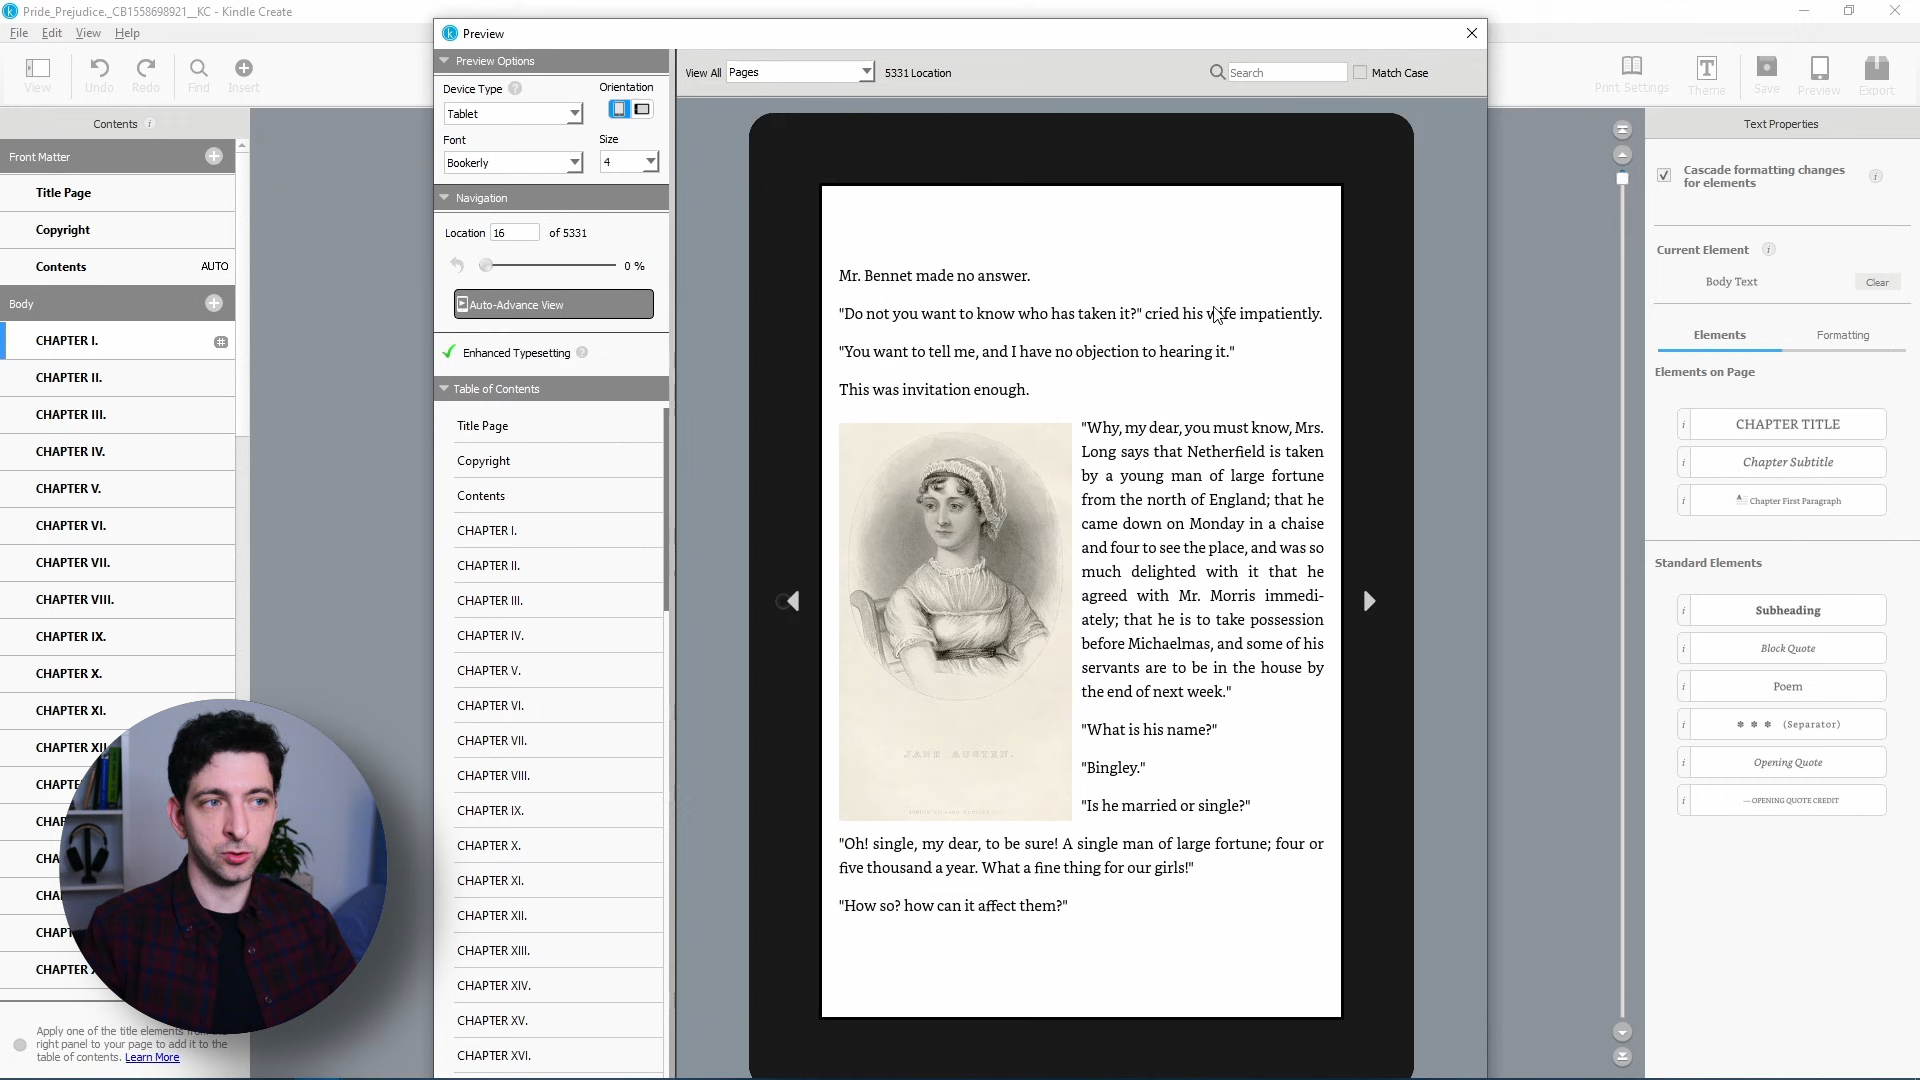 Pride_Prejudice._CB1558698921__KC - Kindle Create
File Edit View Help
View
Undo
Redo
Find
Insert
Print Settings
Theme
Save
Preview
Export
Contents
Front Matter
Title Page
Copyright
Contents AUTO
Body
CHAPTER I.
CHAPTER II.
CHAPTER III.
CHAPTER IV.
CHAPTER V.
CHAPTER VI.
CHAPTER VII.
CHAPTER VIII.
CHAPTER IX.
CHAPTER X.
CHAPTER XI.
Apply one of the title elements
right panel to your page to add it to the
table of contents. Learn More
Preview
Preview Options
Device Type
Orientation
Tablet
Font
Size
Bookerly
4
Navigation
Location 16 of 5331
0 %
Auto-Advance View
Enhanced Typesetting
Table of Contents
Title Page
Copyright
Contents
CHAPTER I.
CHAPTER II.
CHAPTER III.
CHAPTER IV.
CHAPTER V.
CHAPTER VI.
CHAPTER VII.
CHAPTER VIII.
CHAPTER IX.
CHAPTER X.
CHAPTER XI.
CHAPTER XII.
CHAPTER XIII.
CHAPTER XIV.
CHAPTER XV.
CHAPTER XVI.
View All Pages 5331 Location
Search
Match Case
Mr. Bennet made no answer.
"Do not you want to know who has taken it?" cried his wife impatiently.
"You want to tell me, and I have no objection to hearing it."
This was invitation enough.
"Why, my dear, you must know, Mrs.
Long says that Netherfield is taken
by a young man of large fortune
from the north of England; that he
came down on Monday in a chaise
and four to see the place, and was so
much delighted with it that he
agreed with Mr. Morris immedi-
ately; that he is to take possession
before Michaelmas, and some of his
servants are to be in the house by
the end of next week."
"What is his name?"
"Bingley."
"Is he married or single?"
JANE AUSTEN.
"Oh! single, my dear, to be sure! A single man of large fortune; four or
five thousand a year. What a fine thing for our girls!"
"How so? how can it affect them?"
Text Properties
Cascade formatting changes
for elements
Current Element
Body Text
Clear
Elements
Formatting
Elements on Page
CHAPTER TITLE
Chapter Subtitle
Chapter First Paragraph
Standard Elements
Subheading
Block Quote
Poem
* * * (Separator)
Opening Quote
— OPENING QUOTE CREDIT